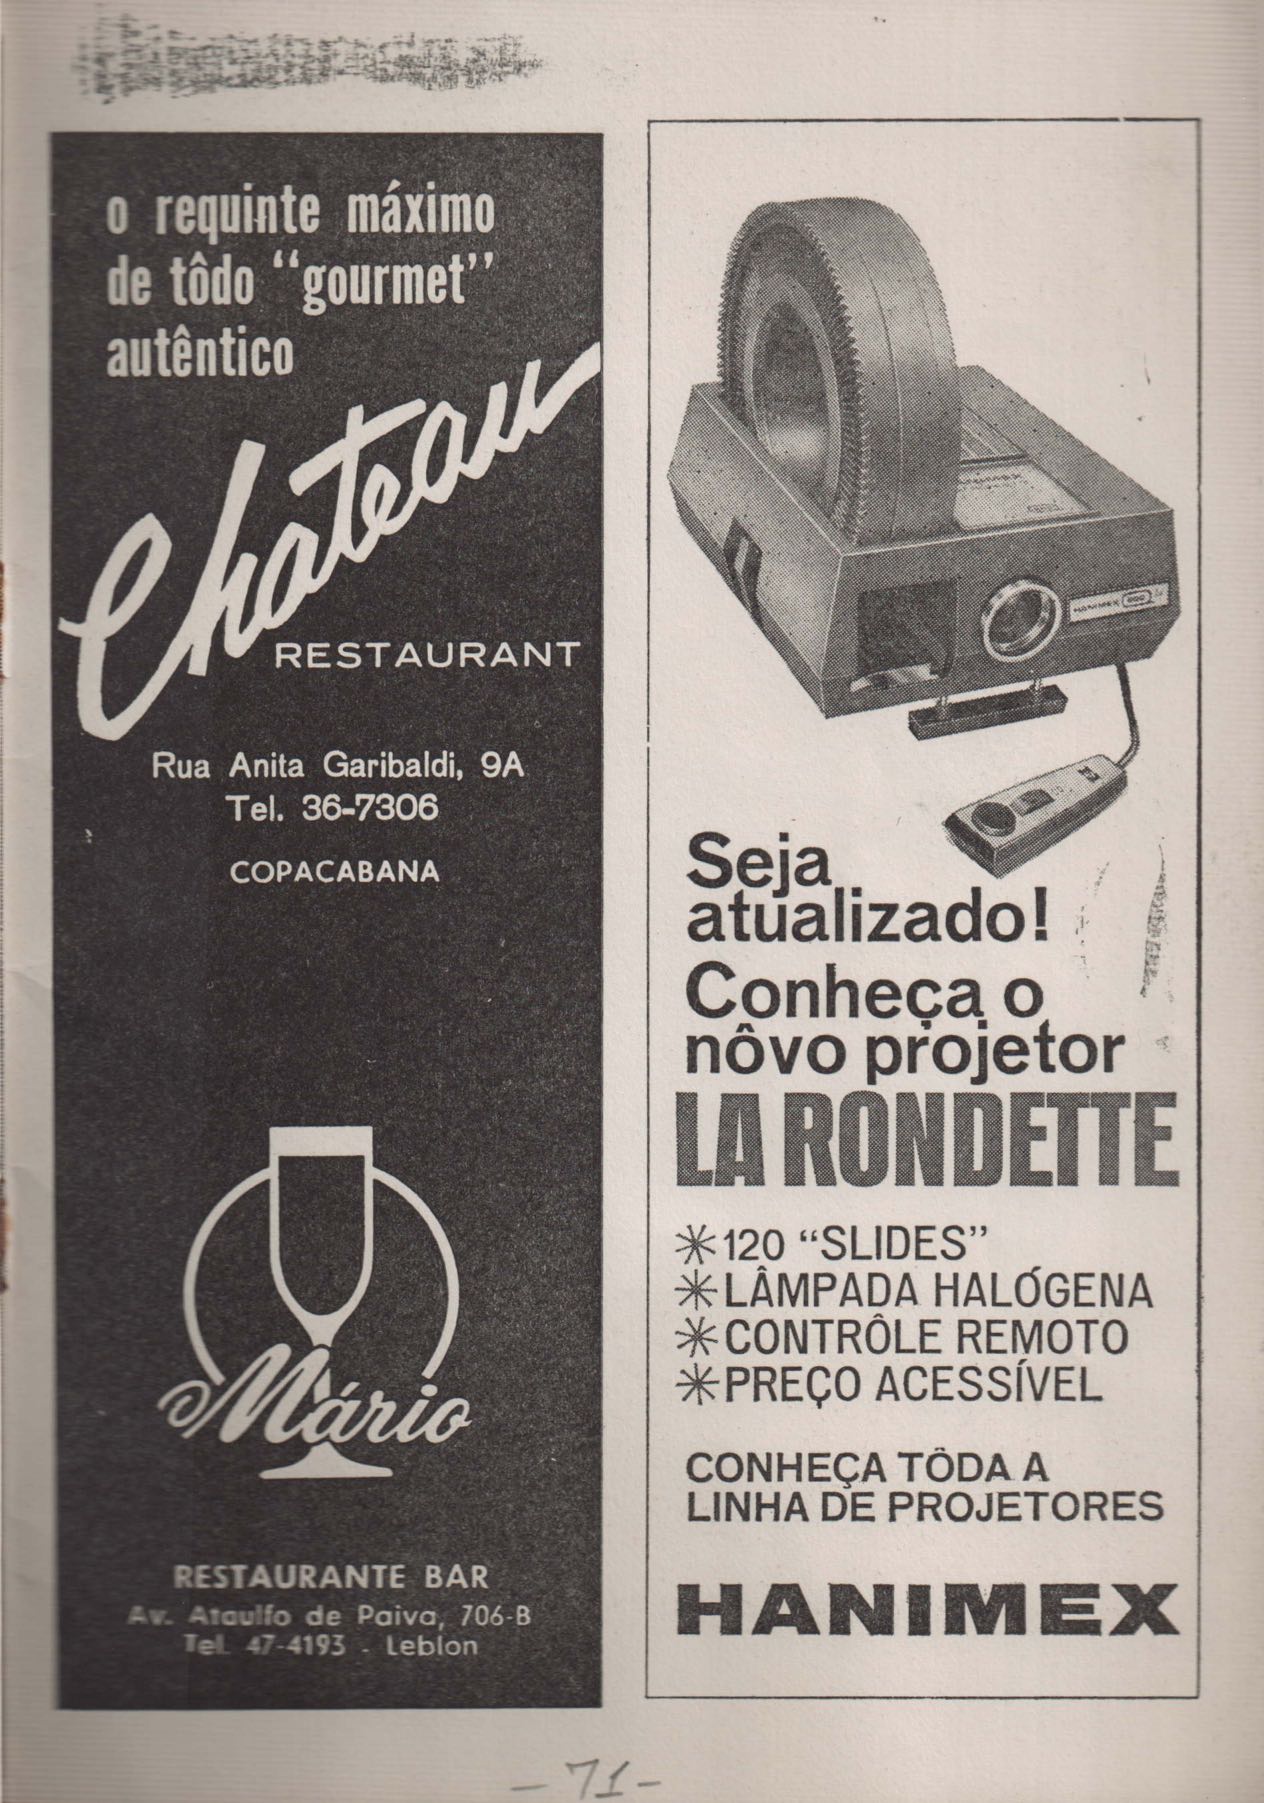 o requinte máximo
de tôdo “gourmet”
autêntico
Chateau
RESTAURANT
Rua Anita Garibaldi, 9A
Tel. 36-7306
COPACABANA
Mário
RESTAURANTE BAR
Av. Ataulfo de Paiva, 706-B
Tel. 47-4193 - Leblon
HANIMEX
HANIMEX
Seja
atualizado!
Conheça o
nôvo projetor
LA RONDETTE
* 120 “SLIDES”
* LÂMPADA HALÓGENA
* CONTRÔLE REMOTO
* PREÇO ACESSÍVEL
CONHEÇA TÔDA A
LINHA DE PROJETORES
HANIMEX
- 71 -